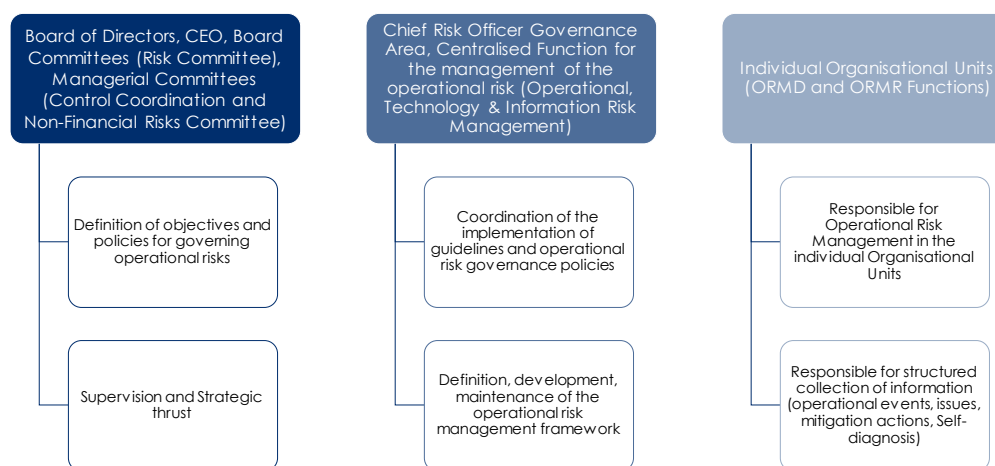 Board of Directors, CEO, Board
Committees (Risk Committee),
Managerial Committees
(Control Coordination and
Non-Financial Risks Committee)
Definition of objectives and
policies for governing
operational risks
Supervision and Strategic
thrust
Chief Risk Officer Governance
Area, Centralised Function for
the management of the
operational risk (Operational,
Technology & Information Risk
Management)
Coordination of the
implementation of
guidelines and operational
risk governance policies
Definition, development,
maintenance of the
operational risk
management framework
Individual Organisational Units
(ORMD and ORMR Functions)
Responsible for
Operational Risk
Management in the
individual Organisational
Units
Responsible for structured
collection of information
(operational events, issues,
mitigation actions, Self-
diagnosis)